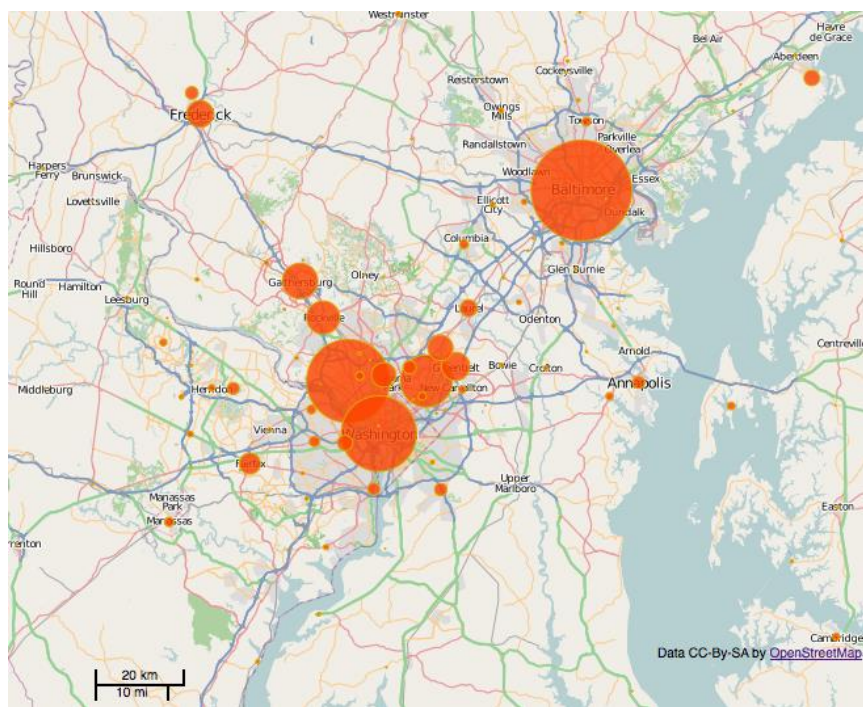 Westminster
Havre
de Grace
Bel Air
Aberdeen
Cockeysville
Reisterstown
Owings
Mills
Towson
Frederick
Parkville
Overlea
Randallstown
Harpers
Ferry
Brunswick
Woodlawn
Essex
Baltimore
Lovettsville
Ellicott
City
Dundalk
Hillsboro
Columbia
Olney
Glen Burnie
Gaithersburg
Round
Hill
Hamilton
Leesburg
Laurel
Rockville
Odenton
Arnold
Centreville
Bowie
Crofton
Greenbelt
Park
New Carrollton
Annapolis
Middleburg
Herndon
Vienna
Washington
Fairfax
Upper
Marlboro
Manassas
Park
Manassas
Easton
rrenton
Cambridge
Data CC-By-SA by OpenStreetMap
20 km
10 mi